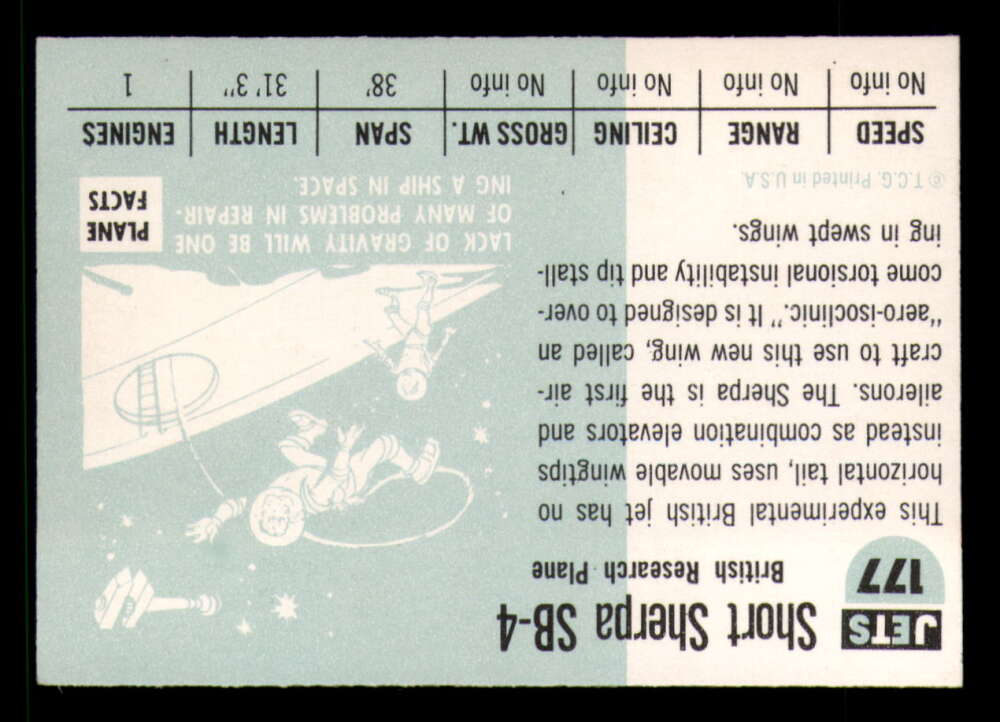 JETS
177
Short Sherpa SB-4
British Research Plane
This experimental British jet has no
horizontal tail, uses movable wingtips
instead as combination elevators and
ailerons. The Sherpa is the first air-
craft to use this new wing, called an
"aero-isoclinic." It is designed to over-
come torsional instability and tip stall-
ing in swept wings.
© T.C.G. Printed in U.S.A.
LACK OF GRAVITY WILL BE ONE
OF MANY PROBLEMS IN REPAIR-
ING A SHIP IN SPACE.
PLANE
FACTS
SPEED RANGE CEILING GROSS WT. SPAN LENGTH ENGINES
No info No info No info No info 38' 31' 3" 1